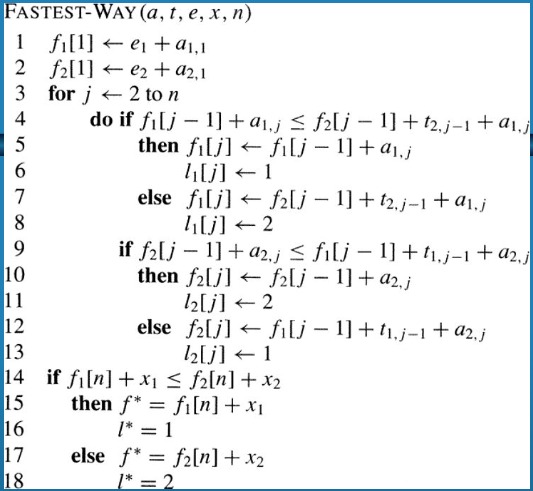 FASTEST-WAY(a, t, e, x, n)
1 f₁[1] ← e₁ + a₁,₁
2 f₂[1] ← e₂ + a₂,₁
3 for j ← 2 to n
4 do if f₁[j − 1] + a₁,ⱼ ≤ f₂[j − 1] + t₂,ⱼ₋₁ + a₁,ⱼ
5 then f₁[j] ← f₁[j − 1] + a₁,ⱼ
6 l₁[j] ← 1
7 else f₁[j] ← f₂[j − 1] + t₂,ⱼ₋₁ + a₁,ⱼ
8 l₁[j] ← 2
9 if f₂[j − 1] + a₂,ⱼ ≤ f₁[j − 1] + t₁,ⱼ₋₁ + a₂,ⱼ
10 then f₂[j] ← f₂[j − 1] + a₂,ⱼ
11 l₂[j] ← 2
12 else f₂[j] ← f₁[j − 1] + t₁,ⱼ₋₁ + a₂,ⱼ
13 l₂[j] ← 1
14 if f₁[n] + x₁ ≤ f₂[n] + x₂
15 then f* = f₁[n] + x₁
16 l* = 1
17 else f* = f₂[n] + x₂
18 l* = 2